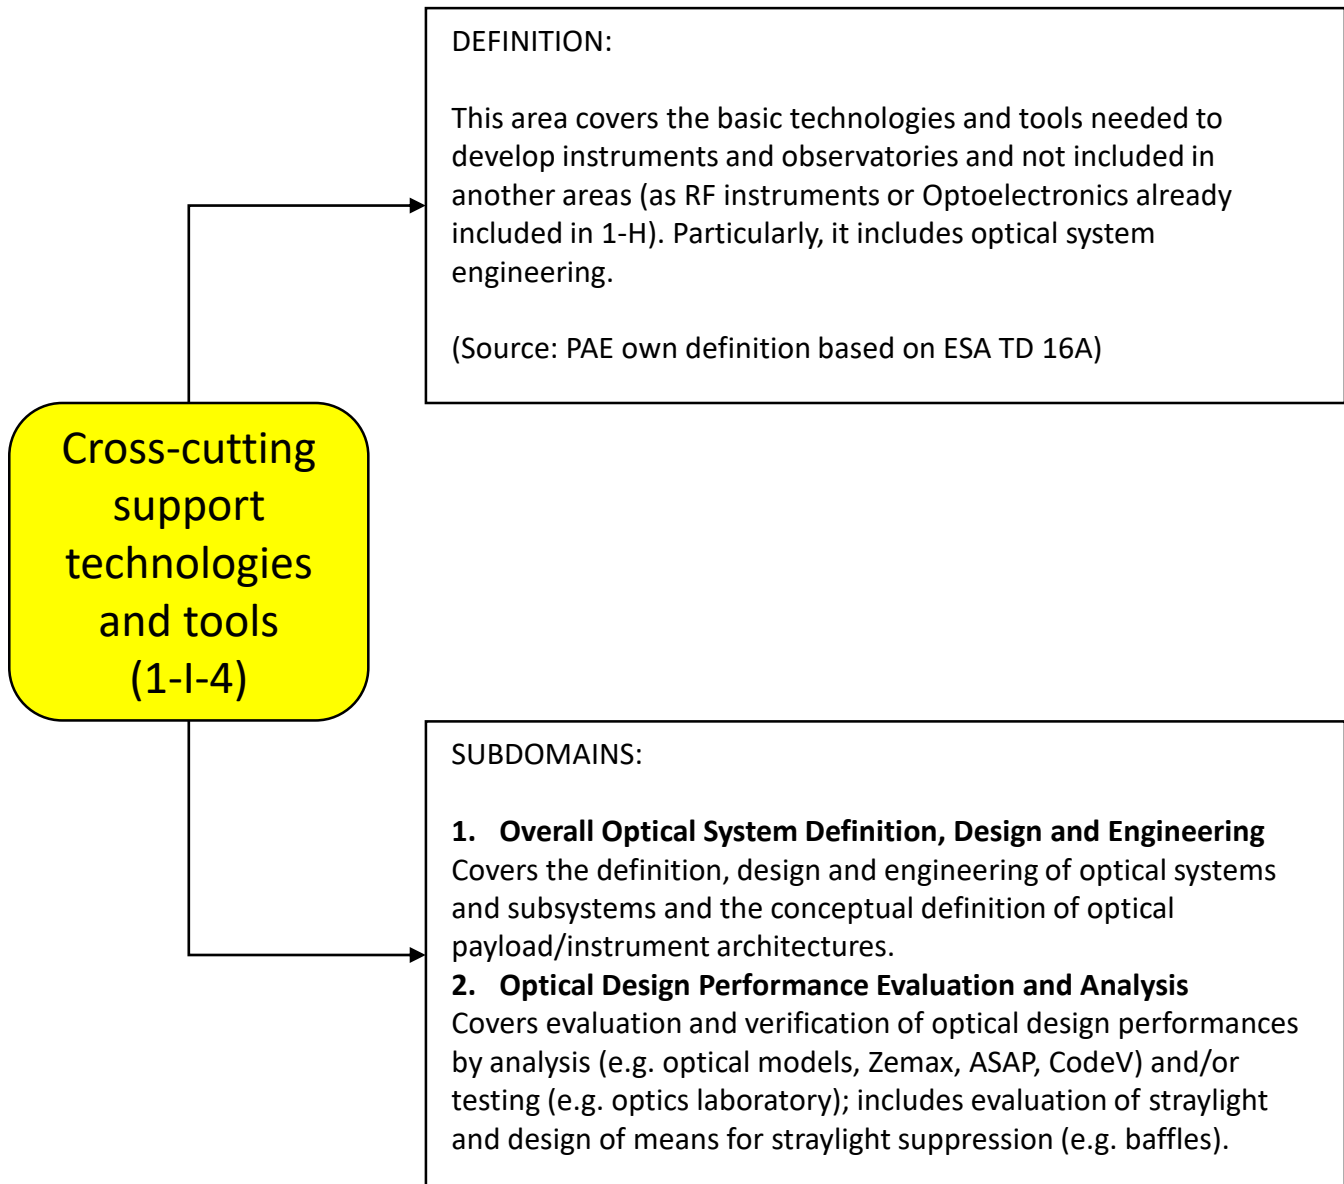 DEFINITION:
This area covers the basic technologies and tools needed to
develop instruments and observatories and not included in
another areas (as RF instruments or Optoelectronics already
included in 1-H). Particularly, it includes optical system
engineering.
(Source: PAE own definition based on ESA TD 16A)
Cross-cutting
support
technologies
and tools
(1-I-4)
SUBDOMAINS:
1. Overall Optical System Definition, Design and Engineering
Covers the definition, design and engineering of optical systems
and subsystems and the conceptual definition of optical
payload/instrument architectures.
2. Optical Design Performance Evaluation and Analysis
Covers evaluation and verification of optical design performances
by analysis (e.g. optical models, Zemax, ASAP, CodeV) and/or
testing (e.g. optics laboratory); includes evaluation of straylight
and design of means for straylight suppression (e.g. baffles).